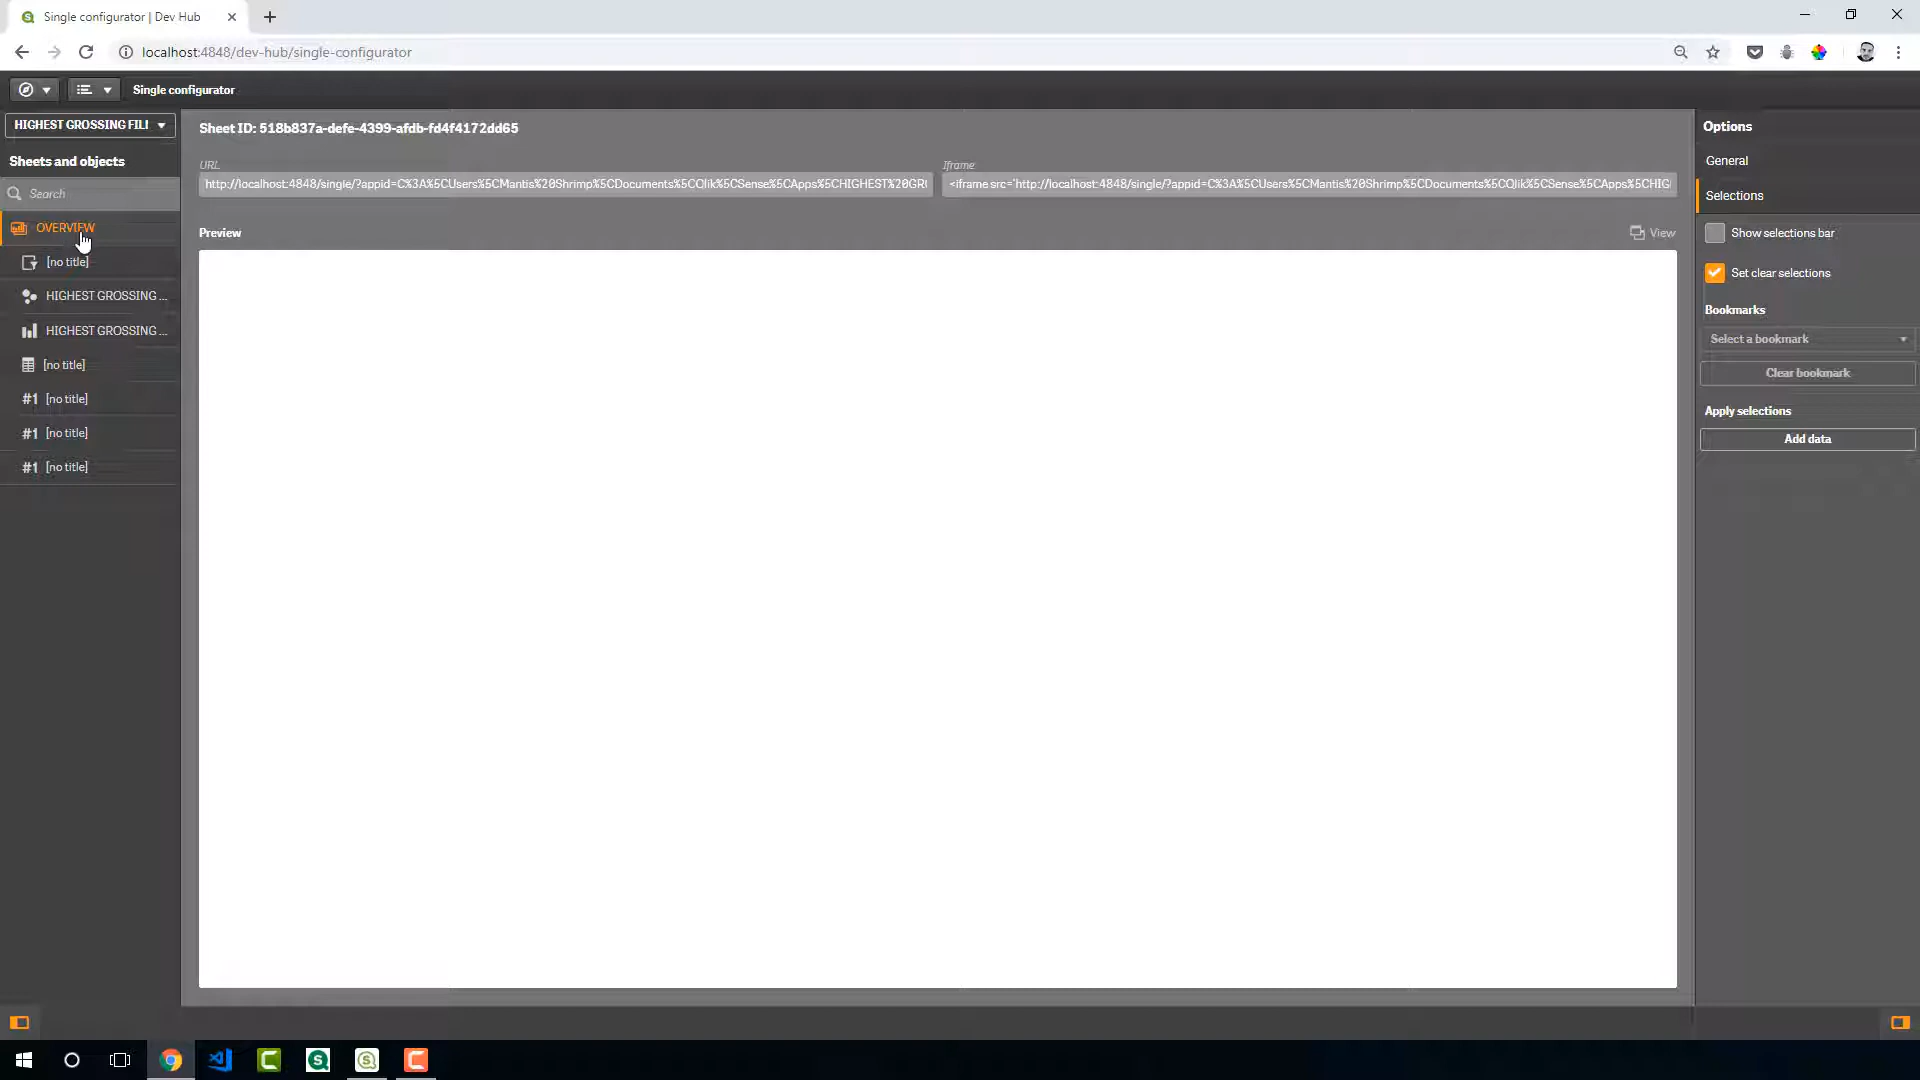 Single configurator | Dev Hub
localhost:4848/dev-hub/single-configurator
Single configurator
HIGHEST GROSSING FILI
Sheets and objects
Search
OVERVIEW
[no title]
HIGHEST GROSSING ...
HIGHEST GROSSING ...
[no title]
#1 [no title]
#1 [no title]
#1 [no title]
Sheet ID: 518b837a-defe-4399-afdb-fd4f4172dd65
URL
http://localhost:4848/single/?appid=C%3A%5CUsers%5CMantis%20Shrimp%5CDocuments%5CQlik%5CSense%5CApps%5CHIGHEST%20GR
Iframe
<iframe src='http://localhost:4848/single/?appid=C%3A%5CUsers%5CMantis%20Shrimp%5CDocuments%5CQlik%5CSense%5CApps%5CHIG
Preview
View
Options
General
Selections
Show selections bar
Set clear selections
Bookmarks
Select a bookmark
Clear bookmark
Apply selections
Add data